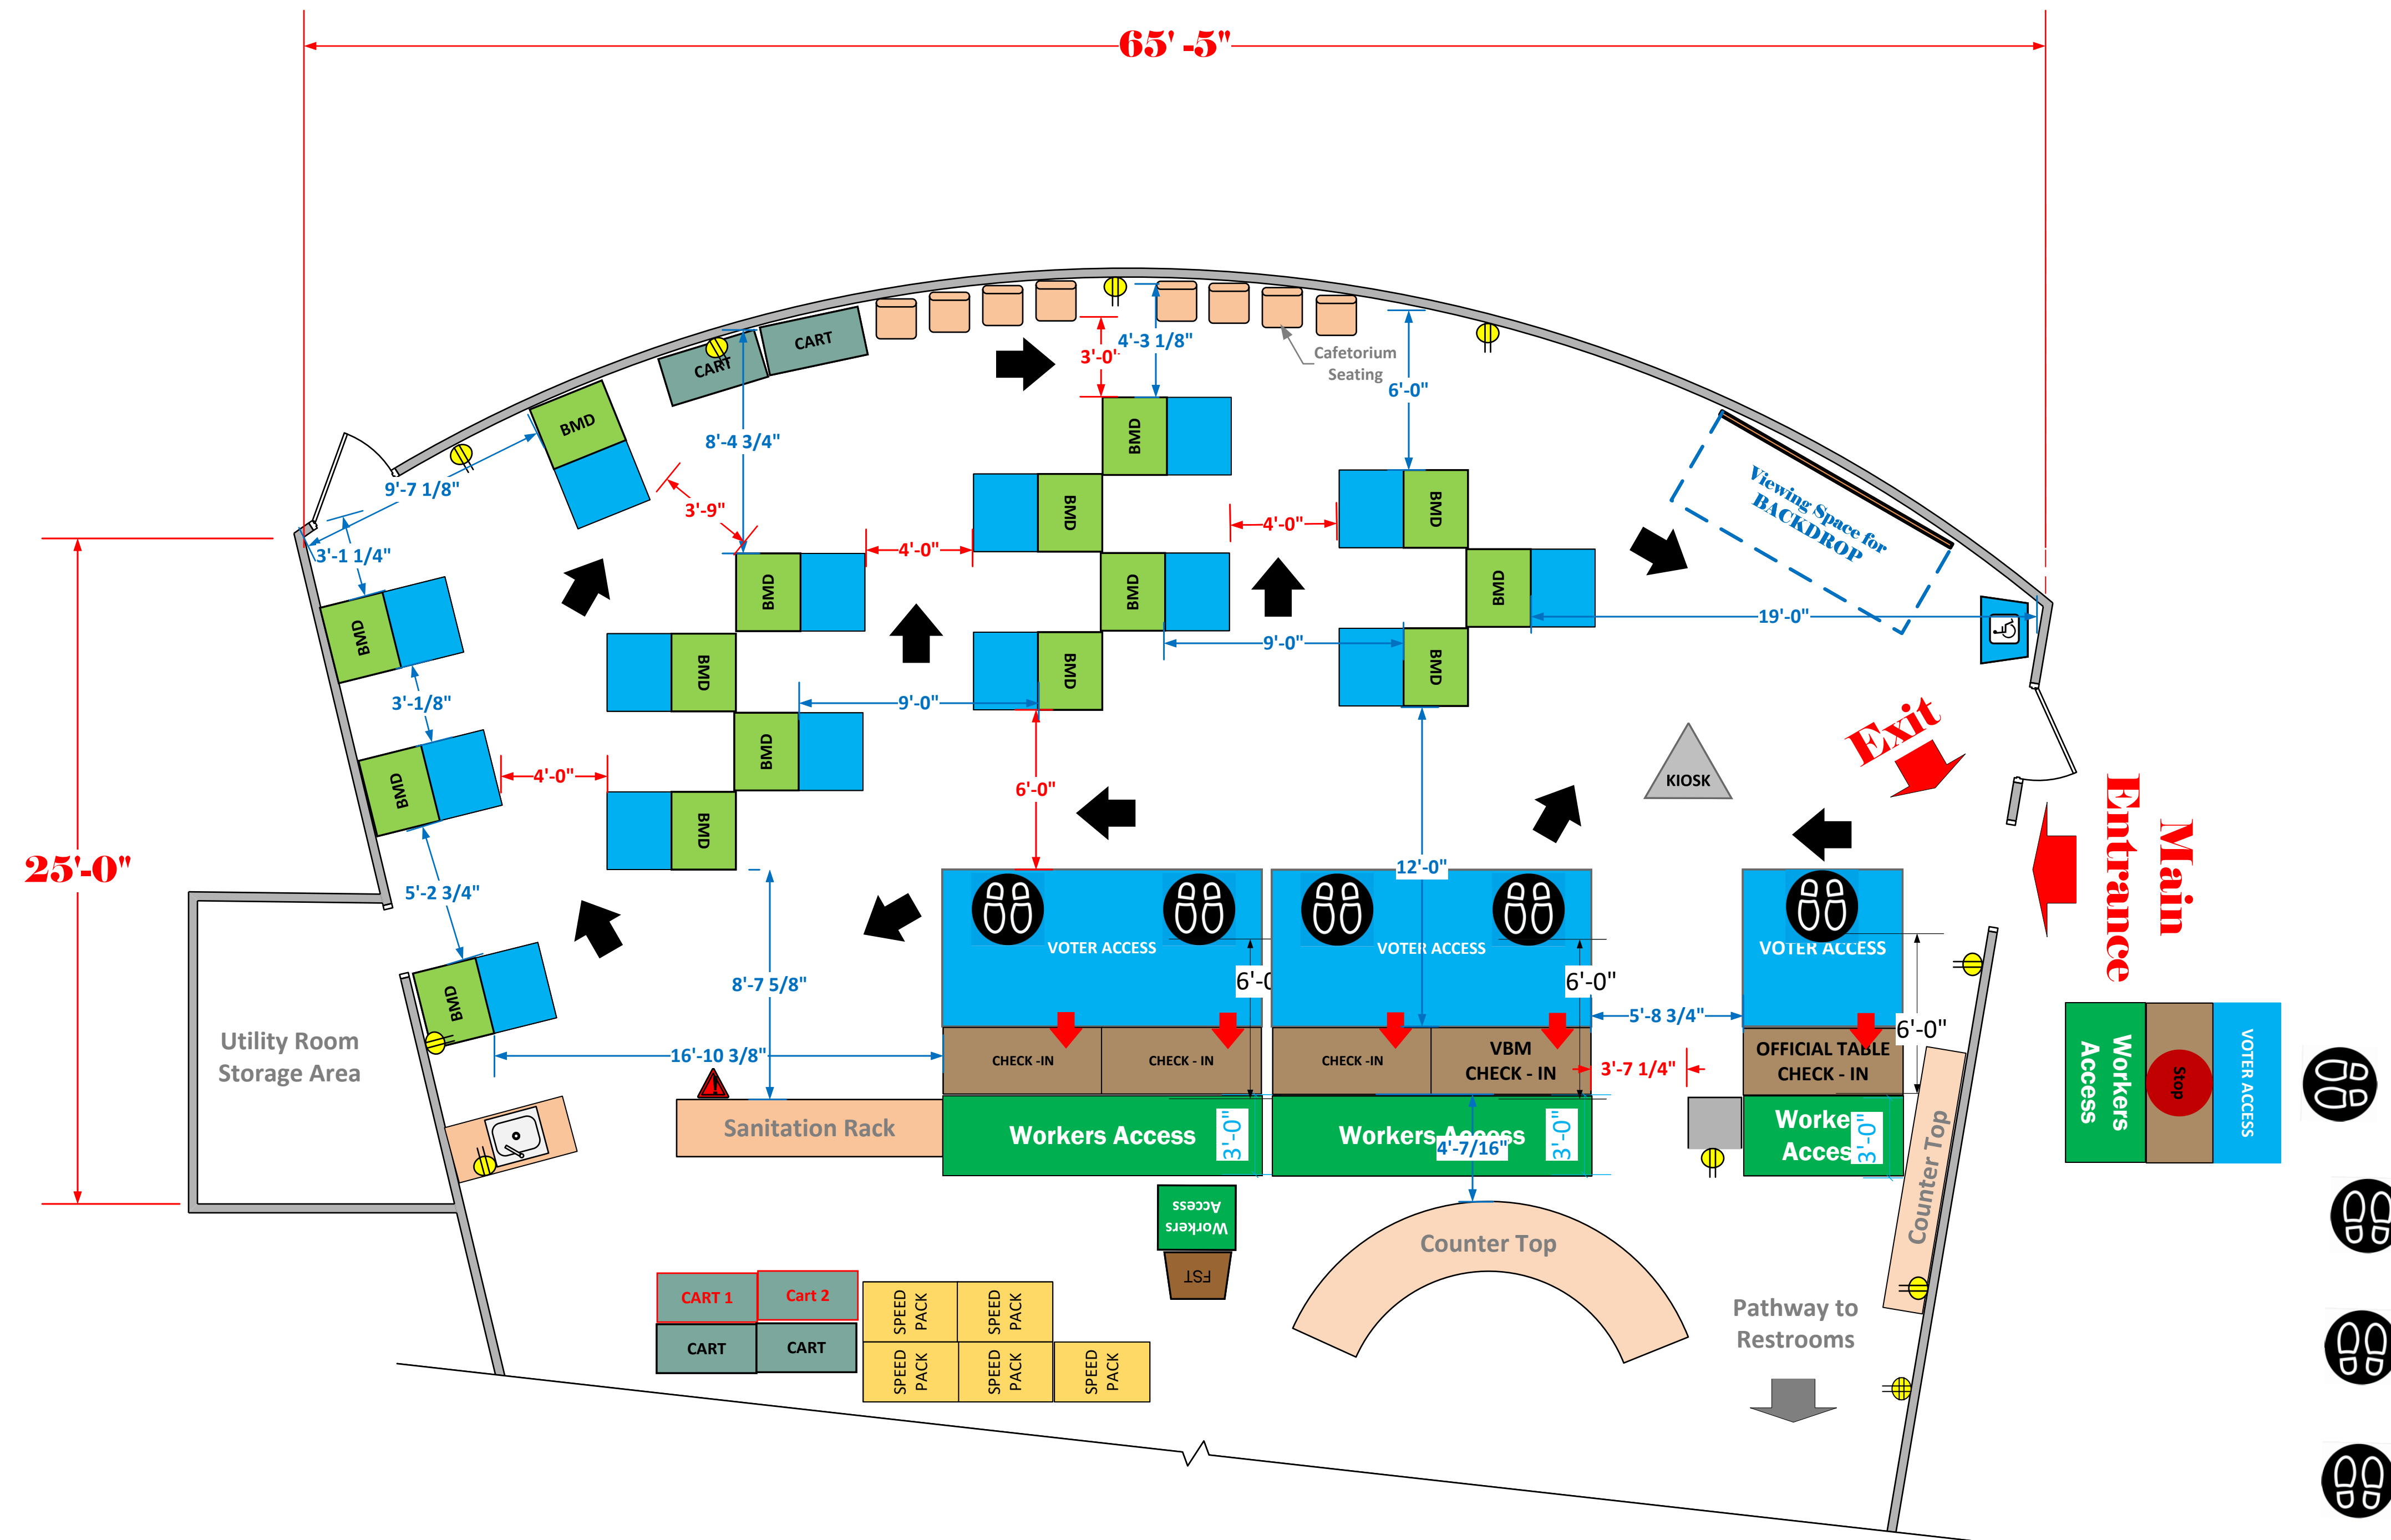 65' -5"
CART
CART
3'-0"
4'-3 1/8"
Cafetorium
Seating
6'-0"
BMD
8'-4 3/4"
BMD
9'-7 1/8"
3'-9"
BMD
BMD
Viewing Space for
BACKDROP
4'-0"
4'-0"
3'-1 1/4"
BMD
BMD
BMD
BMD
19'-0"
BMD
BMD
BMD
BMD
9'-0"
3'-1/8"
9'-0"
Exit
BMD
BMD
4'-0"
6'-0"
KIOSK
BMD
Main
Entrance
25'-0"
12'-0"
5'-2 3/4"
VOTER ACCESS
VOTER ACCESS
VOTER ACCESS
8'-7 5/8"
6'-0
6'-0"
BMD
5'-8 3/4"
6'-0"
Utility Room
Storage Area
16'-10 3/8"
CHECK -IN
CHECK - IN
CHECK -IN
VBM
CHECK - IN
3'-7 1/4"
OFFICIAL TABLE
CHECK - IN
Workers
Access
Stop
VOTER ACCESS
Sanitation Rack
Workers Access
3'-0"
Workers Access
4'-7/16"
3'-0"
Worke
Acces
3'-0"
Counter Top
Workers
Access
FST
Counter Top
CART 1
Cart 2
SPEED
PACK
SPEED
PACK
Pathway to
Restrooms
CART
CART
SPEED
PACK
SPEED
PACK
SPEED
PACK